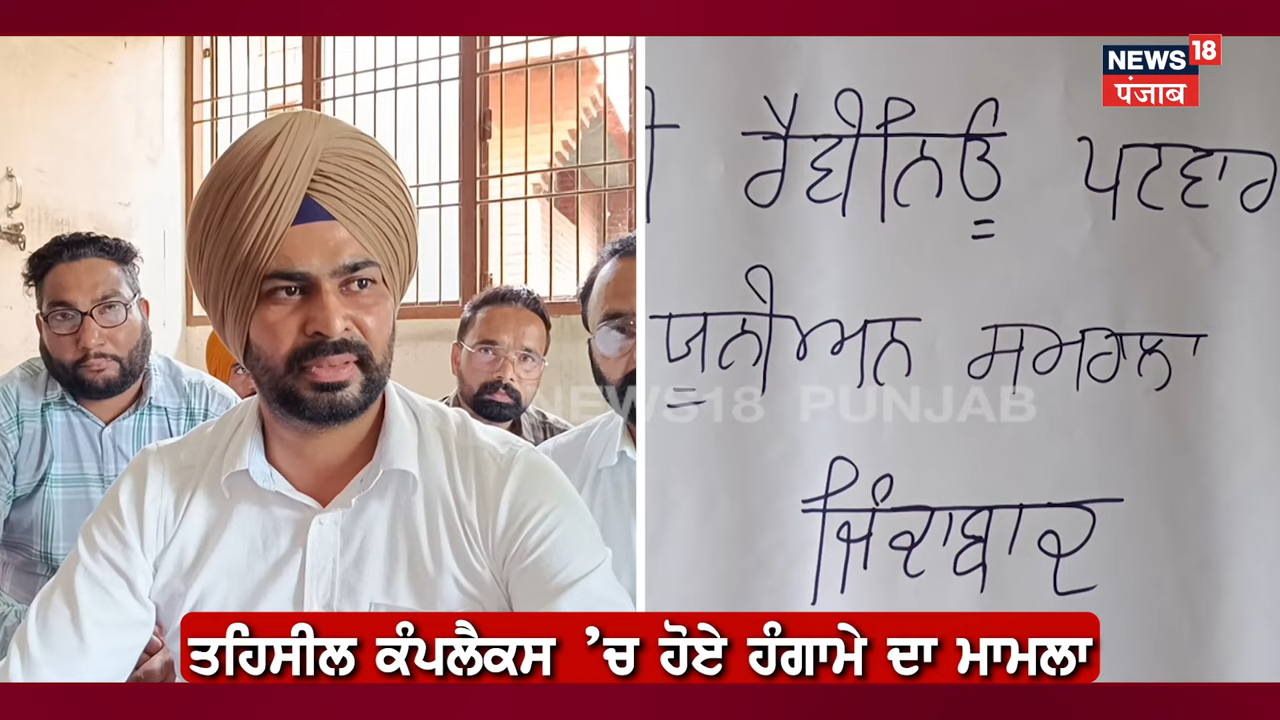 NEWS 18
ਪੰਜਾਬ
ਰੈਵੀਨਿਊ ਪਟਵਾਰ
ਯੂਨੀਅਨ ਸਮਰਾਲਾ
NEWS18 PUNJAB
ਜਿੰਦਾਬਾਦ
ਤਹਿਸੀਲ ਕੰਪਲੈਕਸ 'ਚ ਹੋਏ ਹੰਗਾਮੇ ਦਾ ਮਾਮਲਾ